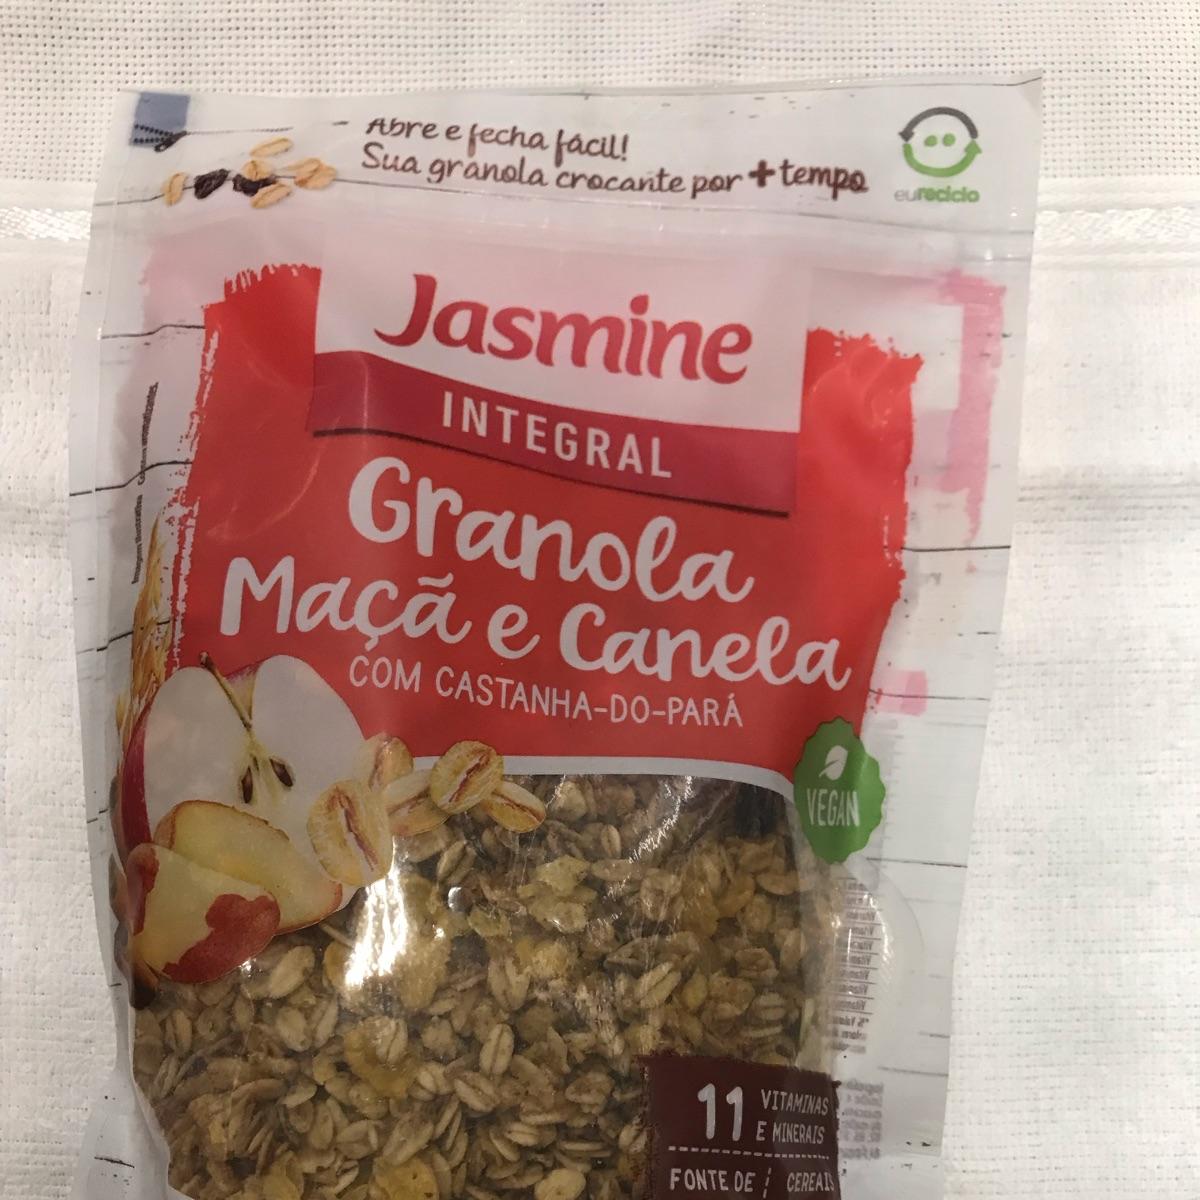 Abre e fecha fácil!
Sua granola crocante por + tempo
eureciclo
Jasmine
INTEGRAL
Granola
Maçã e Canela
COM CASTANHA-DO-PARÁ
VEGAN
11 VITAMINAS
E MINERAIS
FONTE DE
CEREAIS